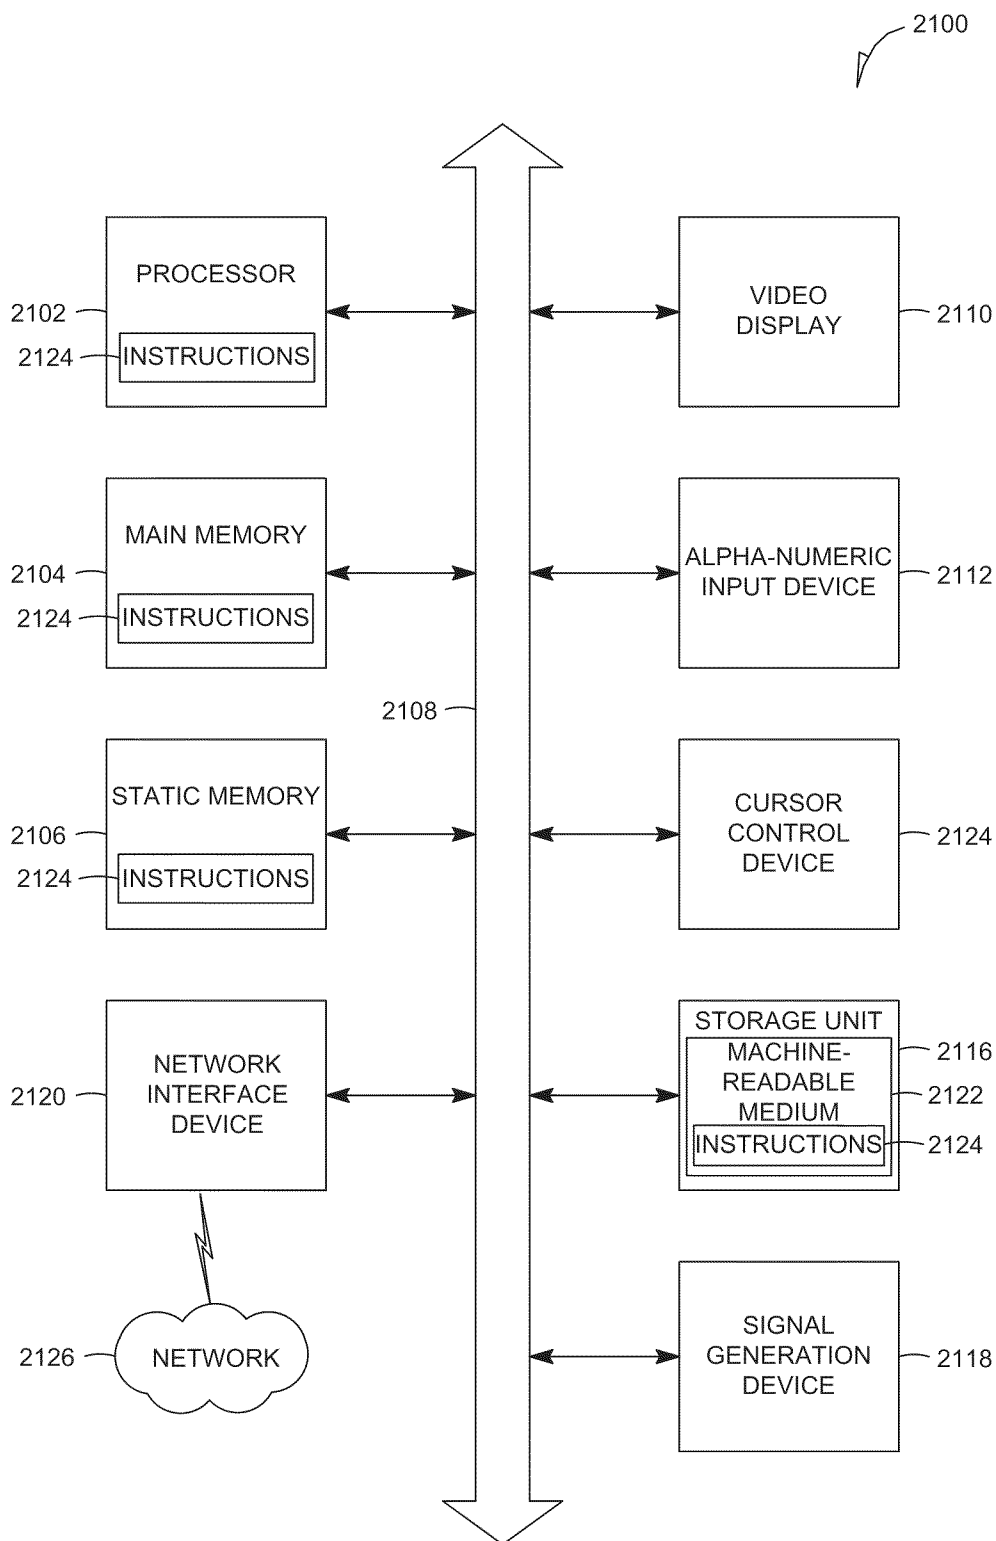 2100
PROCESSOR
2102
2124
INSTRUCTIONS
VIDEO
DISPLAY
2110
MAIN MEMORY
2104
2124
INSTRUCTIONS
ALPHA-NUMERIC
INPUT DEVICE
2112
2108
STATIC MEMORY
2106
2124
INSTRUCTIONS
CURSOR
CONTROL
DEVICE
2124
NETWORK
INTERFACE
DEVICE
2120
STORAGE UNIT
2116
MACHINE-
READABLE
MEDIUM
2122
INSTRUCTIONS
2124
2126
NETWORK
SIGNAL
GENERATION
DEVICE
2118